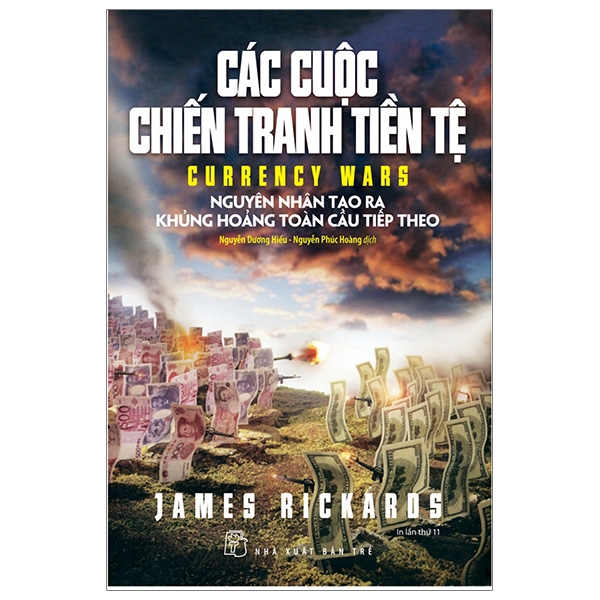 CÁC CUỘC
CHIẾN TRANH TIỀN TỆ
CURRENCY WARS
NGUYÊN NHÂN TẠO RA
KHỦNG HOẢNG TOÀN CẦU TIẾP THEO
Nguyễn Dương Hiếu - Nguyễn Phúc Hoàng dịch
JAMES RICKARDS
In lần thứ 11
NHÀ XUẤT BẢN TRẺ